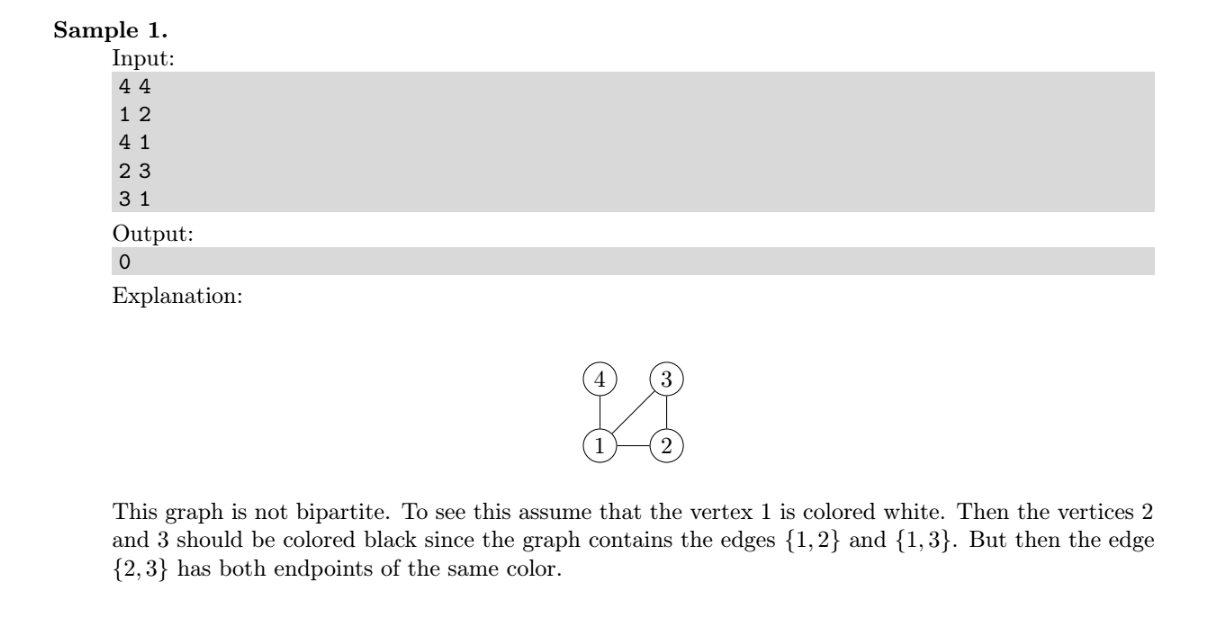 Sample 1.
Input:
4 4
1 2
4 1
2 3
3 1
Output:
0
Explanation:
4 3
1 2
This graph is not bipartite. To see this assume that the vertex 1 is colored white. Then the vertices 2
and 3 should be colored black since the graph contains the edges {1, 2} and {1, 3}. But then the edge
{2, 3} has both endpoints of the same color.